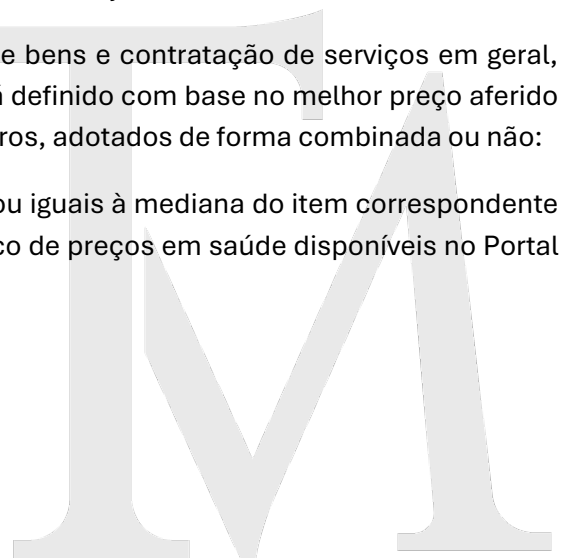 e bens e contratação de serviços em geral,
definido com base no melhor preço aferido
ros, adotados de forma combinada ou não:
ou iguais à mediana do item correspondente
co de preços em saúde disponíveis no Portal